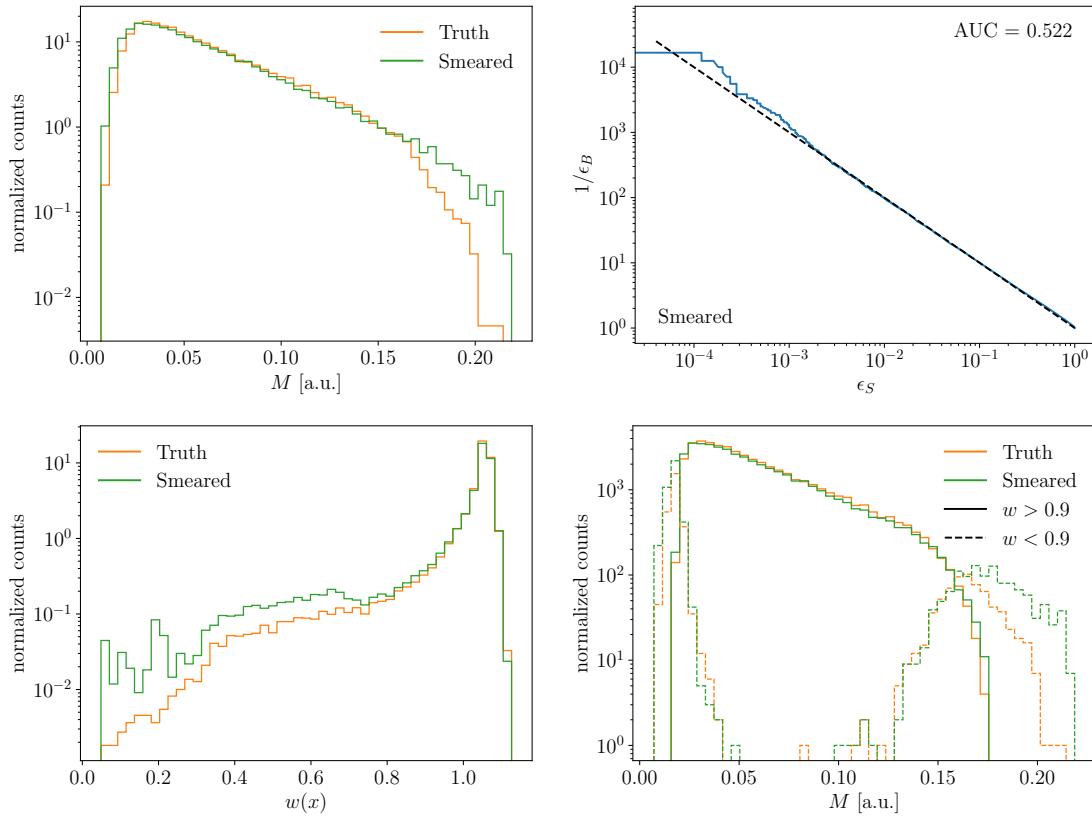 Truth
Smeared
normalized counts
10^1
10^0
10^{-1}
10^{-2}
0.00 0.05 0.10 0.15 0.20
M [a.u.]
AUC = 0.522
1/ϵ_B
10^4
10^3
10^2
10^1
10^0
Smeared
10^{-4} 10^{-3} 10^{-2} 10^{-1} 10^0
ϵ_S
Truth
Smeared
normalized counts
10^1
10^0
10^{-1}
10^{-2}
0.0 0.2 0.4 0.6 0.8 1.0
w(x)
Truth
Smeared
w > 0.9
w < 0.9
normalized counts
10^3
10^2
10^1
10^0
0.00 0.05 0.10 0.15 0.20
M [a.u.]